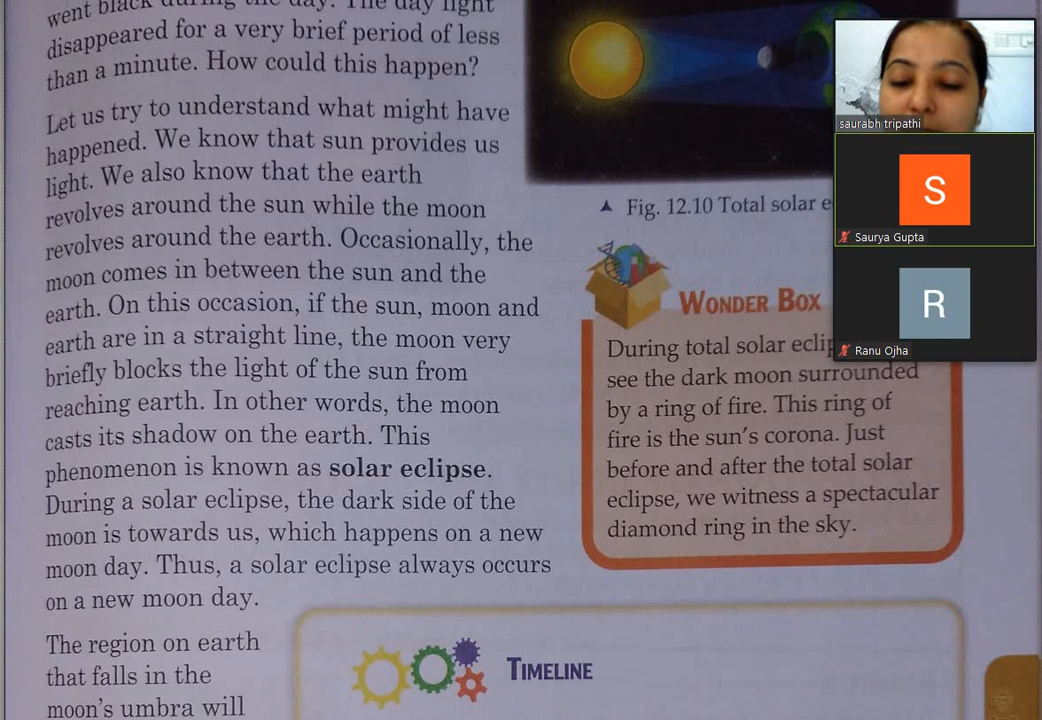 went black during the day. The day light
disappeared for a very brief period of less
than a minute. How could this happen?
Let us try to understand what might have
happened. We know that sun provides us
light. We also know that the earth
revolves around the sun while the moon
revolves around the earth. Occasionally, the
moon comes in between the sun and the
earth. On this occasion, if the sun, moon and
earth are in a straight line, the moon very
briefly blocks the light of the sun from
reaching earth. In other words, the moon
casts its shadow on the earth. This
phenomenon is known as solar eclipse.
During a solar eclipse, the dark side of the
moon is towards us, which happens on a new
moon day. Thus, a solar eclipse always occurs
on a new moon day.
The region on earth
that falls in the
moon's umbra will
Fig. 12.10 Total solar
WONDER BOX
During total solar
see the dark moon surrounded
by a ring of fire. This ring of
fire is the sun's corona. Just
before and after the total solar
eclipse, we witness a spectacular
diamond ring in the sky.
TIMELINE
saurabh tripathi
S
Saurya Gupta
R
Ranu Ojha